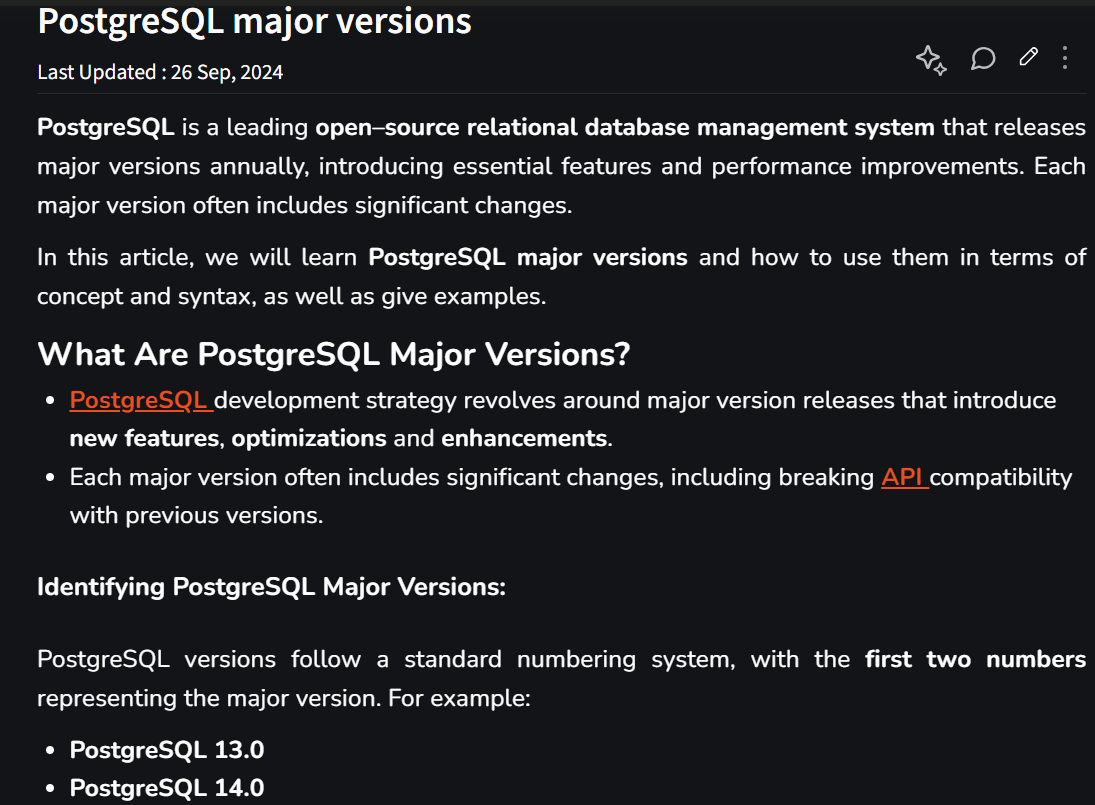 PostgreSQL major versions
Last Updated : 26 Sep, 2024
PostgreSQL is a leading open–source relational database management system that releases
major versions annually, introducing essential features and performance improvements. Each
major version often includes significant changes.
In this article, we will learn PostgreSQL major versions and how to use them in terms of
concept and syntax, as well as give examples.
What Are PostgreSQL Major Versions?
• PostgreSQL development strategy revolves around major version releases that introduce
new features, optimizations and enhancements.
• Each major version often includes significant changes, including breaking API compatibility
with previous versions.
Identifying PostgreSQL Major Versions:
PostgreSQL versions follow a standard numbering system, with the first two numbers
representing the major version. For example:
• PostgreSQL 13.0
• PostgreSQL 14.0